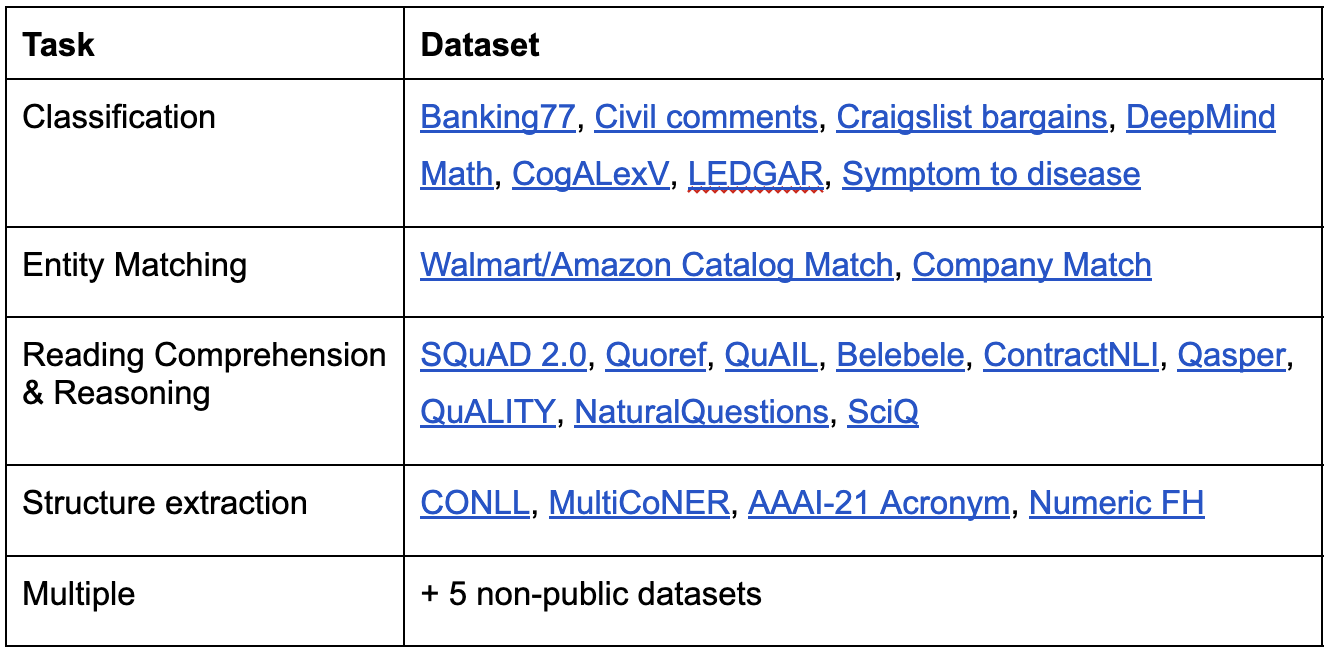 Task
Dataset
Classification
Banking77, Civil comments, Craigslist bargains, DeepMind
Math, CogALexV, LEDGAR, Symptom to disease
Entity Matching
Walmart/Amazon Catalog Match, Company Match
Reading Comprehension
& Reasoning
SQuAD 2.0, Quoref, QuAIL, Belebele, ContractNLI, Qasper,
QuALITY, NaturalQuestions, SciQ
Structure extraction
CONLL, MultiCoNER, AAAI-21 Acronym, Numeric FH
Multiple
+ 5 non-public datasets